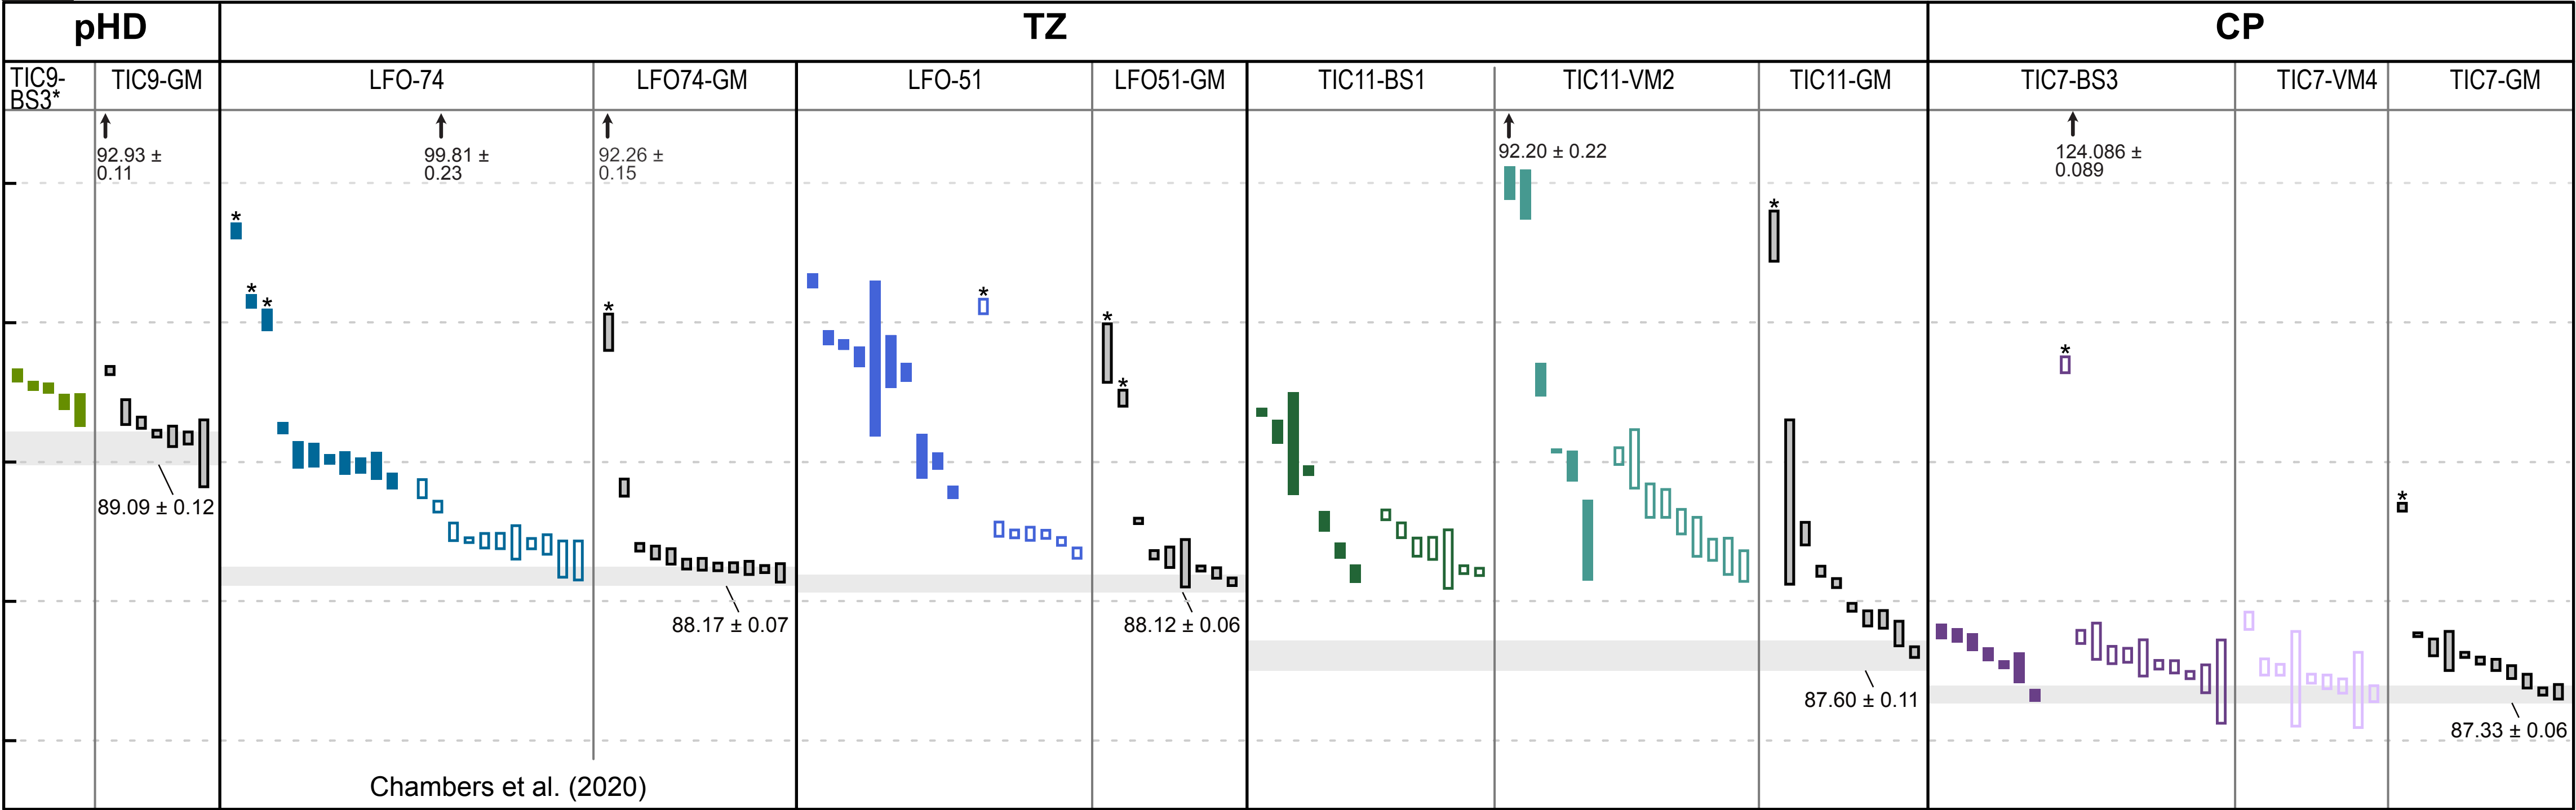 pHD
TZ
CP
TIC9-
BS3*
TIC9-GM
LFO-74
LFO74-GM
LFO-51
LFO51-GM
TIC11-BS1
TIC11-VM2
TIC11-GM
TIC7-BS3
TIC7-VM4
TIC7-GM
92.93 ±
0.11
99.81 ±
0.23
92.26 ±
0.15
92.20 ± 0.22
124.086 ±
0.089
*
*
*
*
*
*
*
*
*
*
89.09 ± 0.12
88.17 ± 0.07
88.12 ± 0.06
87.60 ± 0.11
87.33 ± 0.06
Chambers et al. (2020)